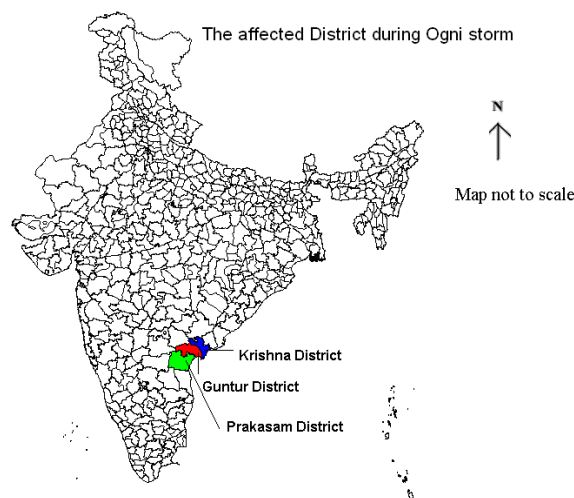 The affected District during Ogni storm
N
Map not to scale
Krishna District
Guntur District
Prakasam District